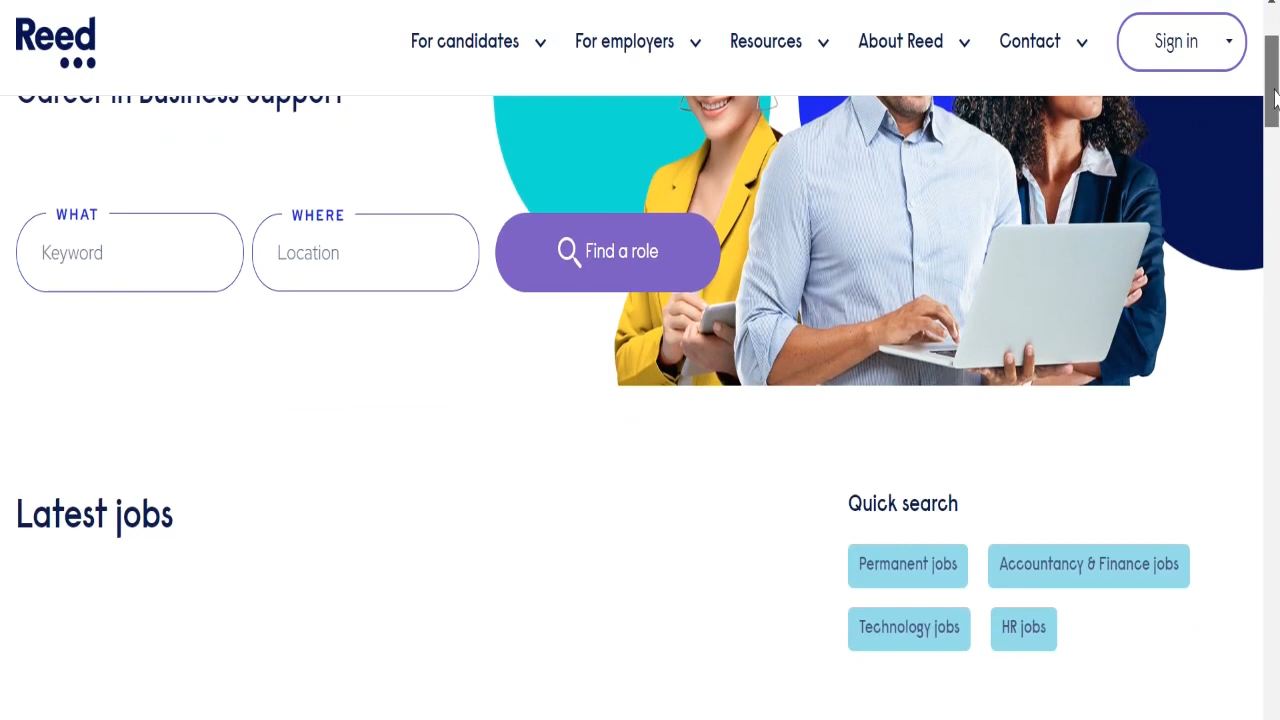 Reed
For candidates
For employers
Resources
About Reed
Contact
Sign in
Career in Business Support
WHAT
Keyword
WHERE
Location
Find a role
Latest jobs
Quick search
Permanent jobs
Accountancy & Finance jobs
Technology jobs
HR jobs